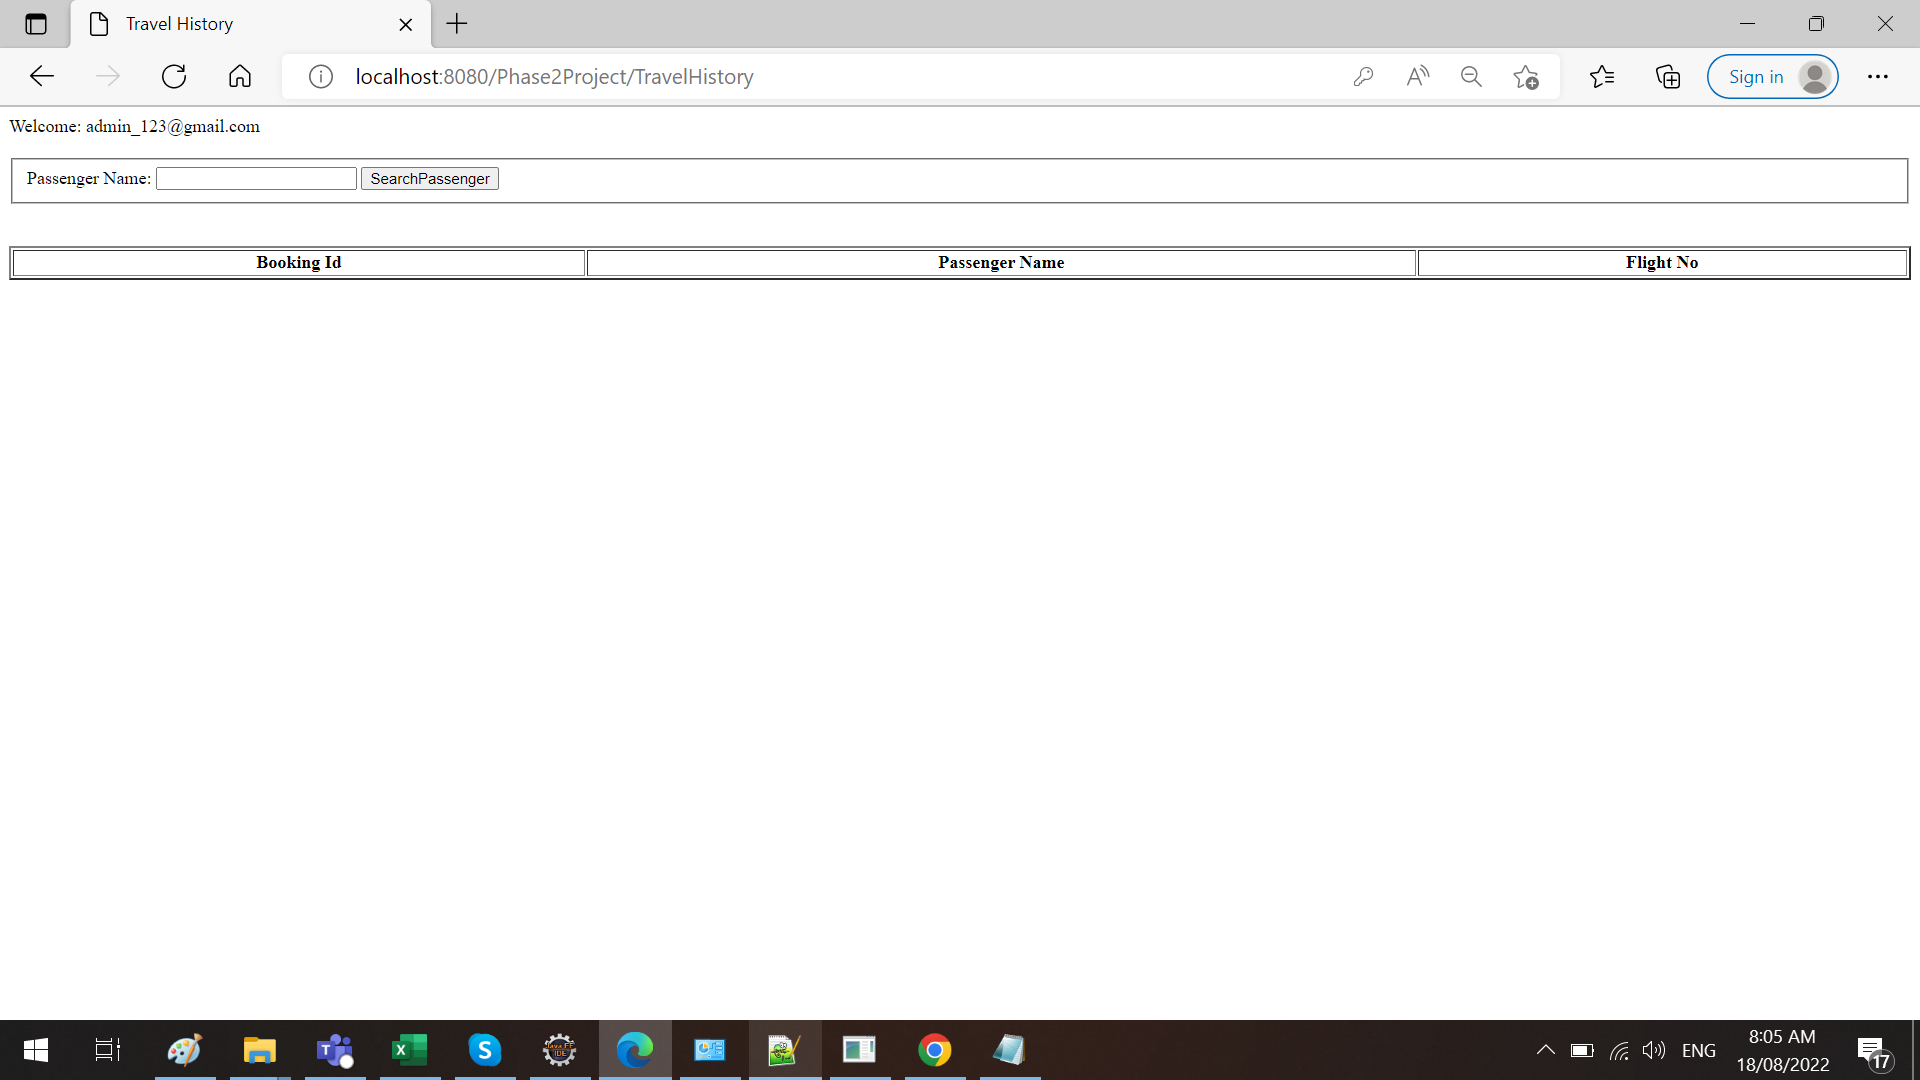 Travel History
localhost:8080/Phase2Project/TravelHistory
Sign in
Welcome: admin_123@gmail.com
Passenger Name: SearchPassenger
Booking Id Passenger Name Flight No
ENG
8:05 AM
18/08/2022
17